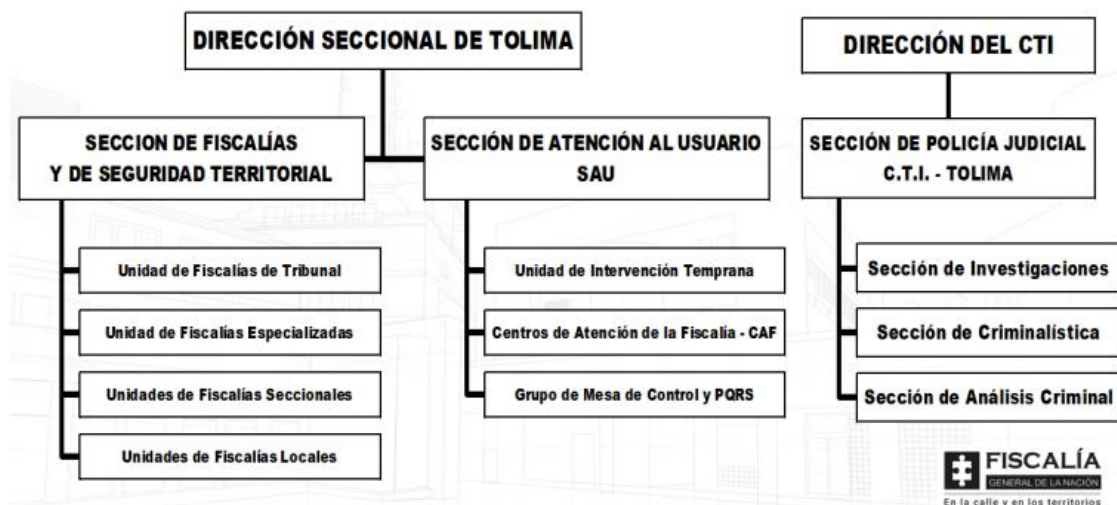 DIRECCIÓN SECCIONAL DE TOLIMA
DIRECCIÓN DEL CTI
SECCION DE FISCALÍAS
Y DE SEGURIDAD TERRITORIAL
SECCIÓN DE ATENCIÓN AL USUARIO
SAU
SECCIÓN DE POLICÍA JUDICIAL
C.T.I. - TOLIMA
Unidad de Fiscalías de Tribunal
Unidad de Fiscalías Especializadas
Unidades de Fiscalías Seccionales
Unidades de Fiscalías Locales
Unidad de Intervención Temprana
Centros de Atención de la Fiscalía - CAF
Grupo de Mesa de Control y PQRS
Sección de Investigaciones
Sección de Criminalística
Sección de Análisis Criminal
FISCALÍA
GENERAL DE LA NACIÓN
En la calle y en los territorios